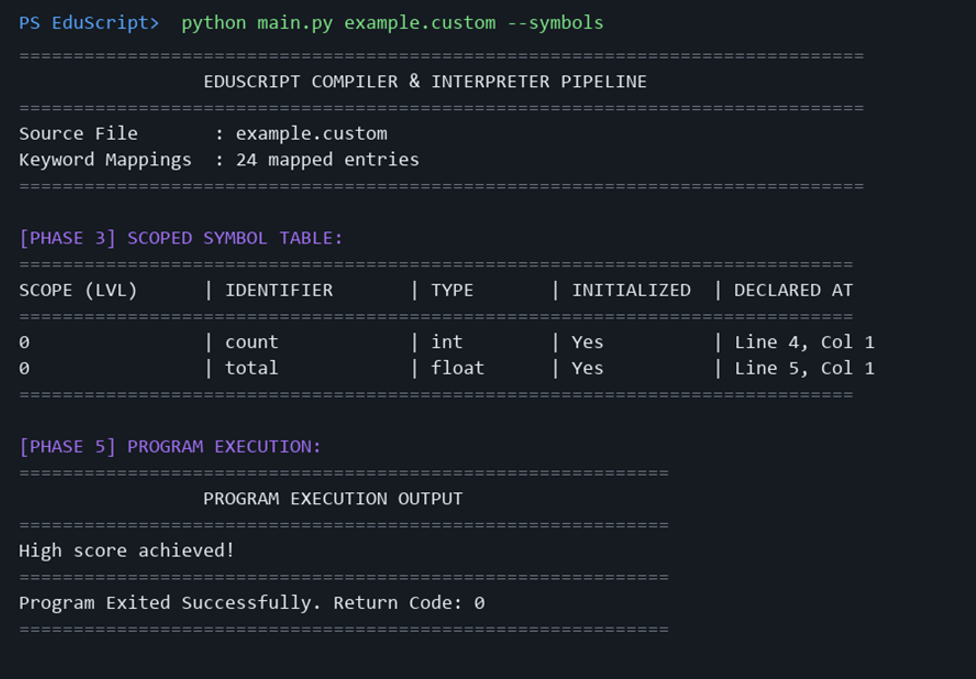 PS EduScript>  python main.py example.custom --symbols
==============================================================================
                 EDUSCRIPT COMPILER & INTERPRETER PIPELINE
==============================================================================
Source File       : example.custom
Keyword Mappings  : 24 mapped entries
==============================================================================
[PHASE 3] SCOPED SYMBOL TABLE:
=============================================================================
SCOPE (LVL)      | IDENTIFIER       | TYPE       | INITIALIZED  | DECLARED AT
=============================================================================
0                | count            | int        | Yes          | Line 4, Col 1
0                | total            | float      | Yes          | Line 5, Col 1
=============================================================================
[PHASE 5] PROGRAM EXECUTION:
============================================================
                 PROGRAM EXECUTION OUTPUT
============================================================
High score achieved!
============================================================
Program Exited Successfully. Return Code: 0
============================================================